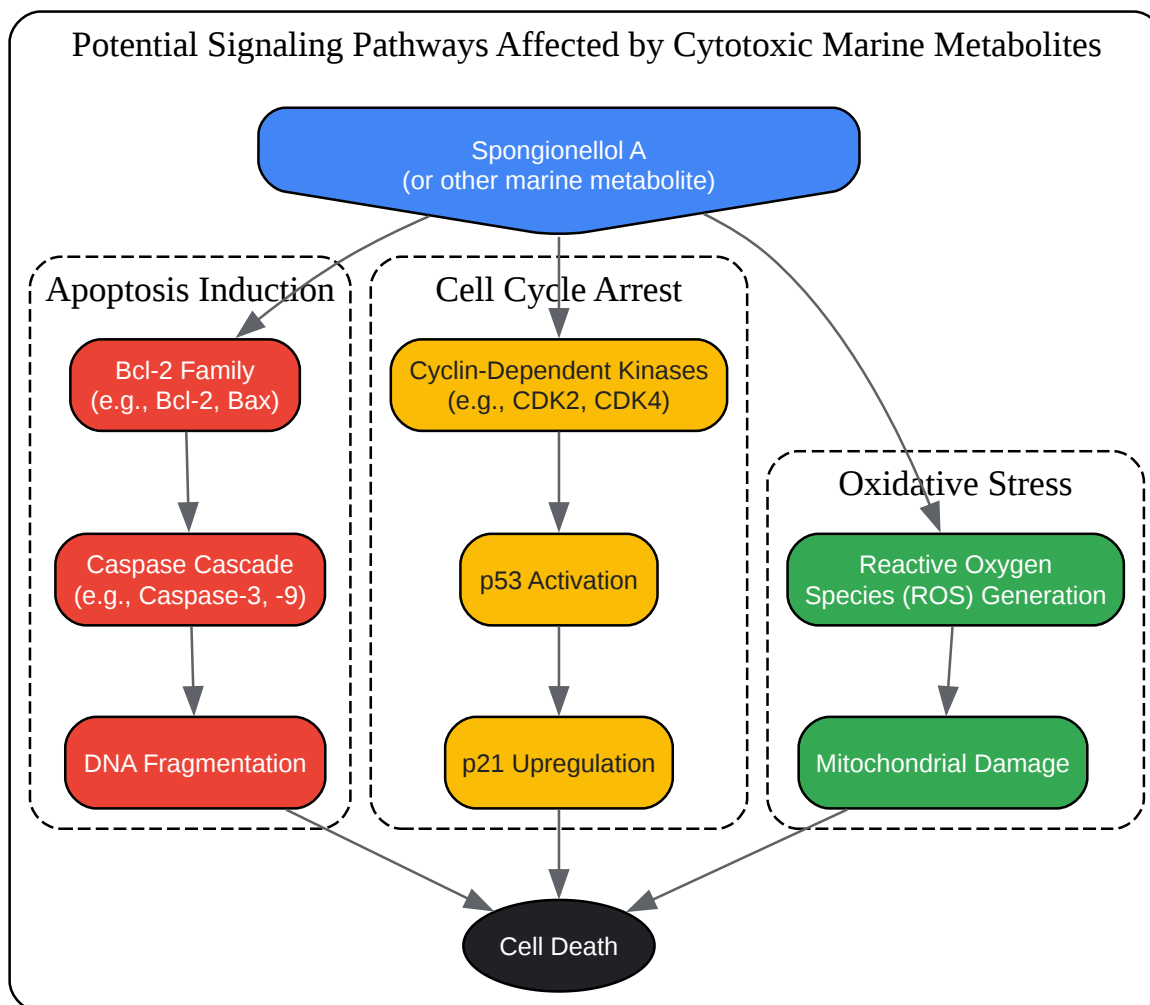 Potential Signaling Pathways Affected by Cytotoxic Marine Metabolites
Spongionellol A
(or other marine metabolite)
Apoptosis Induction
Bcl-2 Family
(e.g., Bcl-2, Bax)
Caspase Cascade
(e.g., Caspase-3, -9)
DNA Fragmentation
Cell Cycle Arrest
Cyclin-Dependent Kinases
(e.g., CDK2, CDK4)
p53 Activation
p21 Upregulation
Oxidative Stress
Reactive Oxygen
Species (ROS) Generation
Mitochondrial Damage
Cell Death